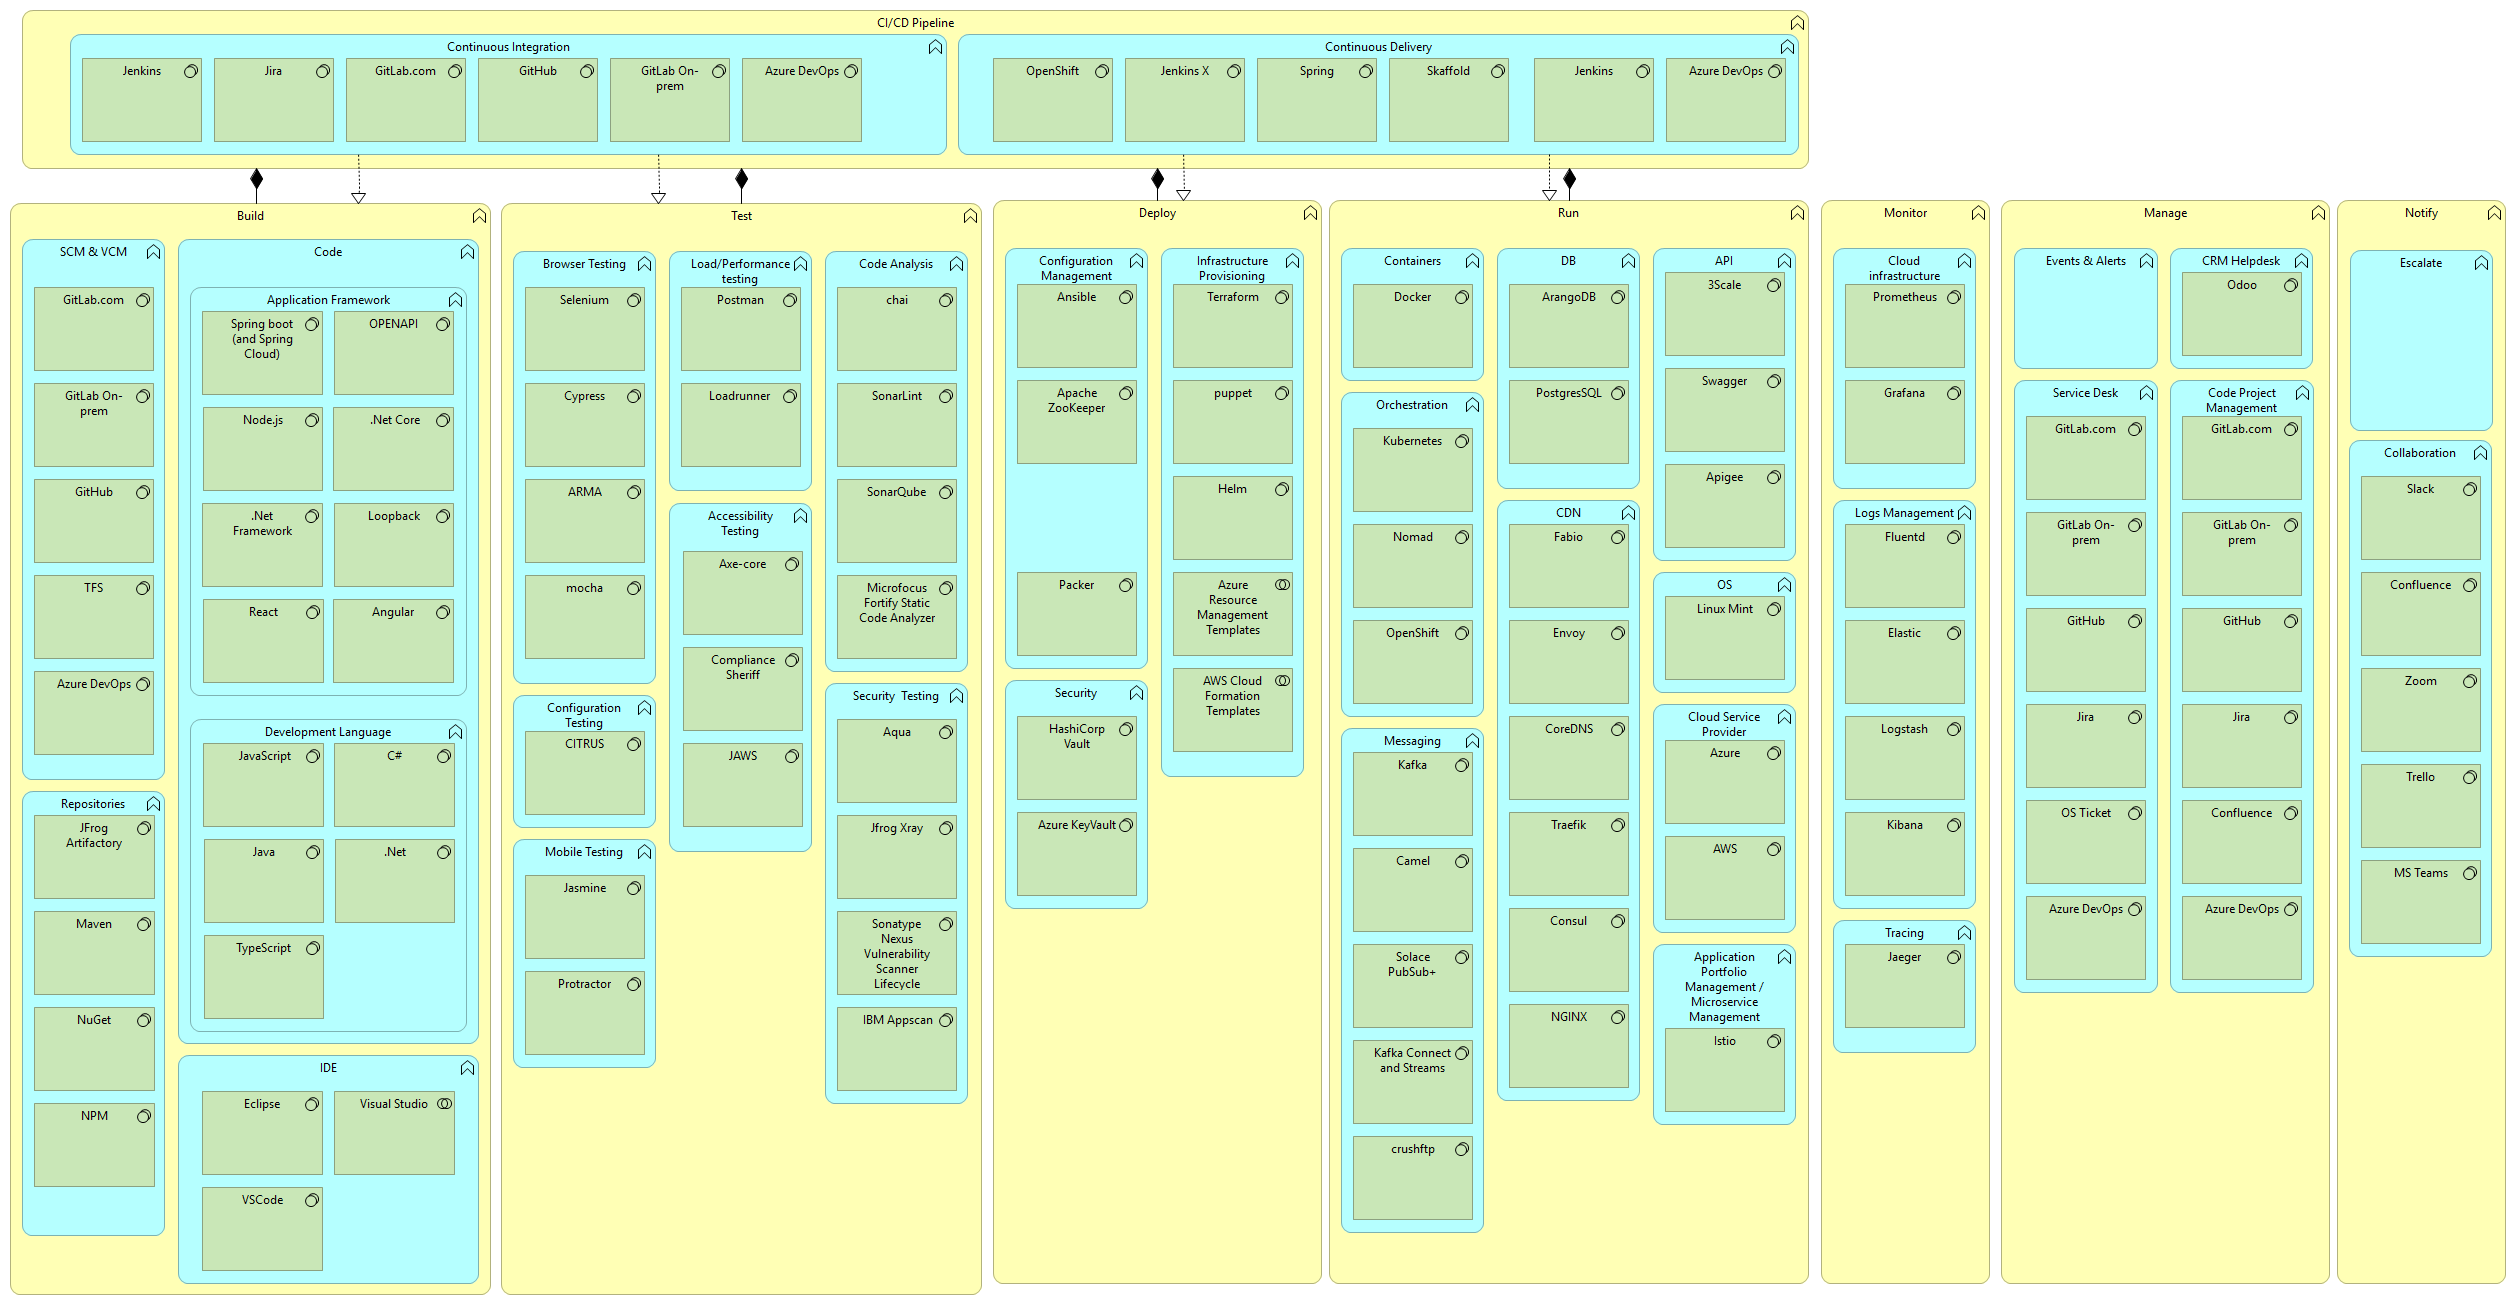 CI/CD Pipeline
Continuous Integration
Jenkins
Jira
GitLab.com
GitHub
GitLab On-
prem
Azure DevOps
Continuous Delivery
OpenShift
Jenkins X
Spring
Skaffold
Jenkins
Azure DevOps
Build
SCM & VCM
GitLab.com
GitLab On-
prem
GitHub
TFS
Azure DevOps
Repositories
JFrog
Artifactory
Maven
NuGet
NPM
Code
Application Framework
Spring boot
(and Spring
Cloud)
OPENAPI
Node.js
.Net Core
.Net
Framework
Loopback
React
Angular
Development Language
JavaScript
C#
Java
.Net
TypeScript
IDE
Eclipse
Visual Studio
VSCode
Test
Browser Testing
Selenium
Cypress
ARMA
mocha
Configuration
Testing
CITRUS
Mobile Testing
Jasmine
Protractor
Load/Performance
testing
Postman
Loadrunner
Accessibility
Testing
Axe-core
Compliance
Sheriff
JAWS
Code Analysis
chai
SonarLint
SonarQube
Microfocus
Fortify Static
Code Analyzer
Security  Testing
Aqua
Jfrog Xray
Sonatype
Nexus
Vulnerability
Scanner
Lifecycle
IBM Appscan
Deploy
Configuration
Management
Ansible
Apache
ZooKeeper
Packer
Security
HashiCorp
Vault
Azure KeyVault
Infrastructure
Provisioning
Terraform
puppet
Helm
Azure
Resource
Management
Templates
AWS Cloud
Formation
Templates
Run
Containers
Docker
Orchestration
Kubernetes
Nomad
OpenShift
Messaging
Kafka
Camel
Solace
PubSub+
Kafka Connect
and Streams
crushftp
DB
ArangoDB
PostgresSQL
CDN
Fabio
Envoy
CoreDNS
Traefik
Consul
NGINX
API
3Scale
Swagger
Apigee
OS
Linux Mint
Cloud Service
Provider
Azure
AWS
Application
Portfolio
Management /
Microservice
Management
Istio
Monitor
Cloud
infrastructure
Prometheus
Grafana
Logs Management
Fluentd
Elastic
Logstash
Kibana
Tracing
Jaeger
Manage
Events & Alerts
Service Desk
GitLab.com
GitLab On-
prem
GitHub
Jira
OS Ticket
Azure DevOps
CRM Helpdesk
Odoo
Code Project
Management
GitLab.com
GitLab On-
prem
GitHub
Jira
Confluence
Azure DevOps
Notify
Escalate
Collaboration
Slack
Confluence
Zoom
Trello
MS Teams